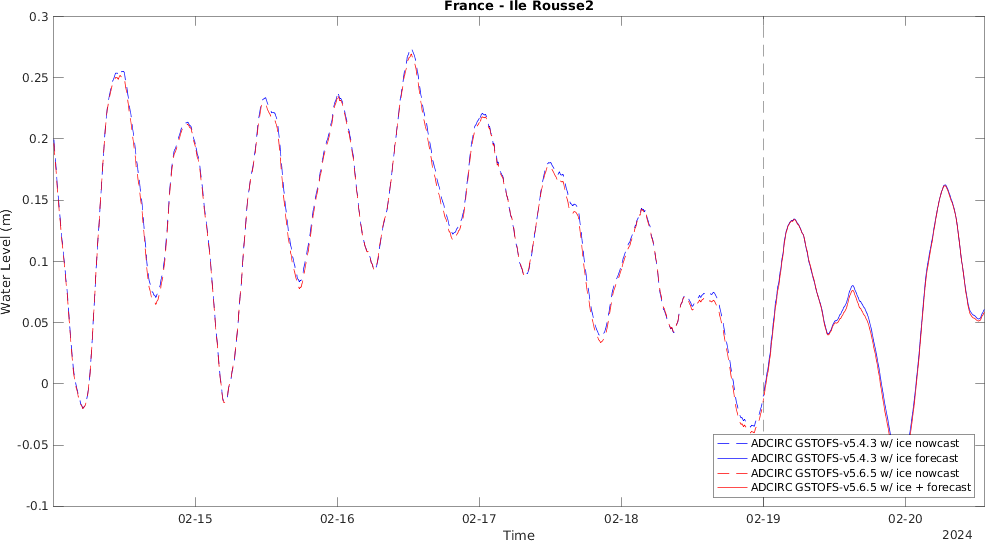 France - Ile Rousse2
0.3
0.25
0.2
0.15
0.1
0.05
0
-0.05
-0.1
Water Level (m)
ADCIRC GSTOFS-v5.4.3 w/ ice nowcast
ADCIRC GSTOFS-v5.4.3 w/ ice forecast
ADCIRC GSTOFS-v5.6.5 w/ ice nowcast
ADCIRC GSTOFS-v5.6.5 w/ ice + forecast
02-15 02-16 02-17 02-18 02-19 02-20
Time
2024